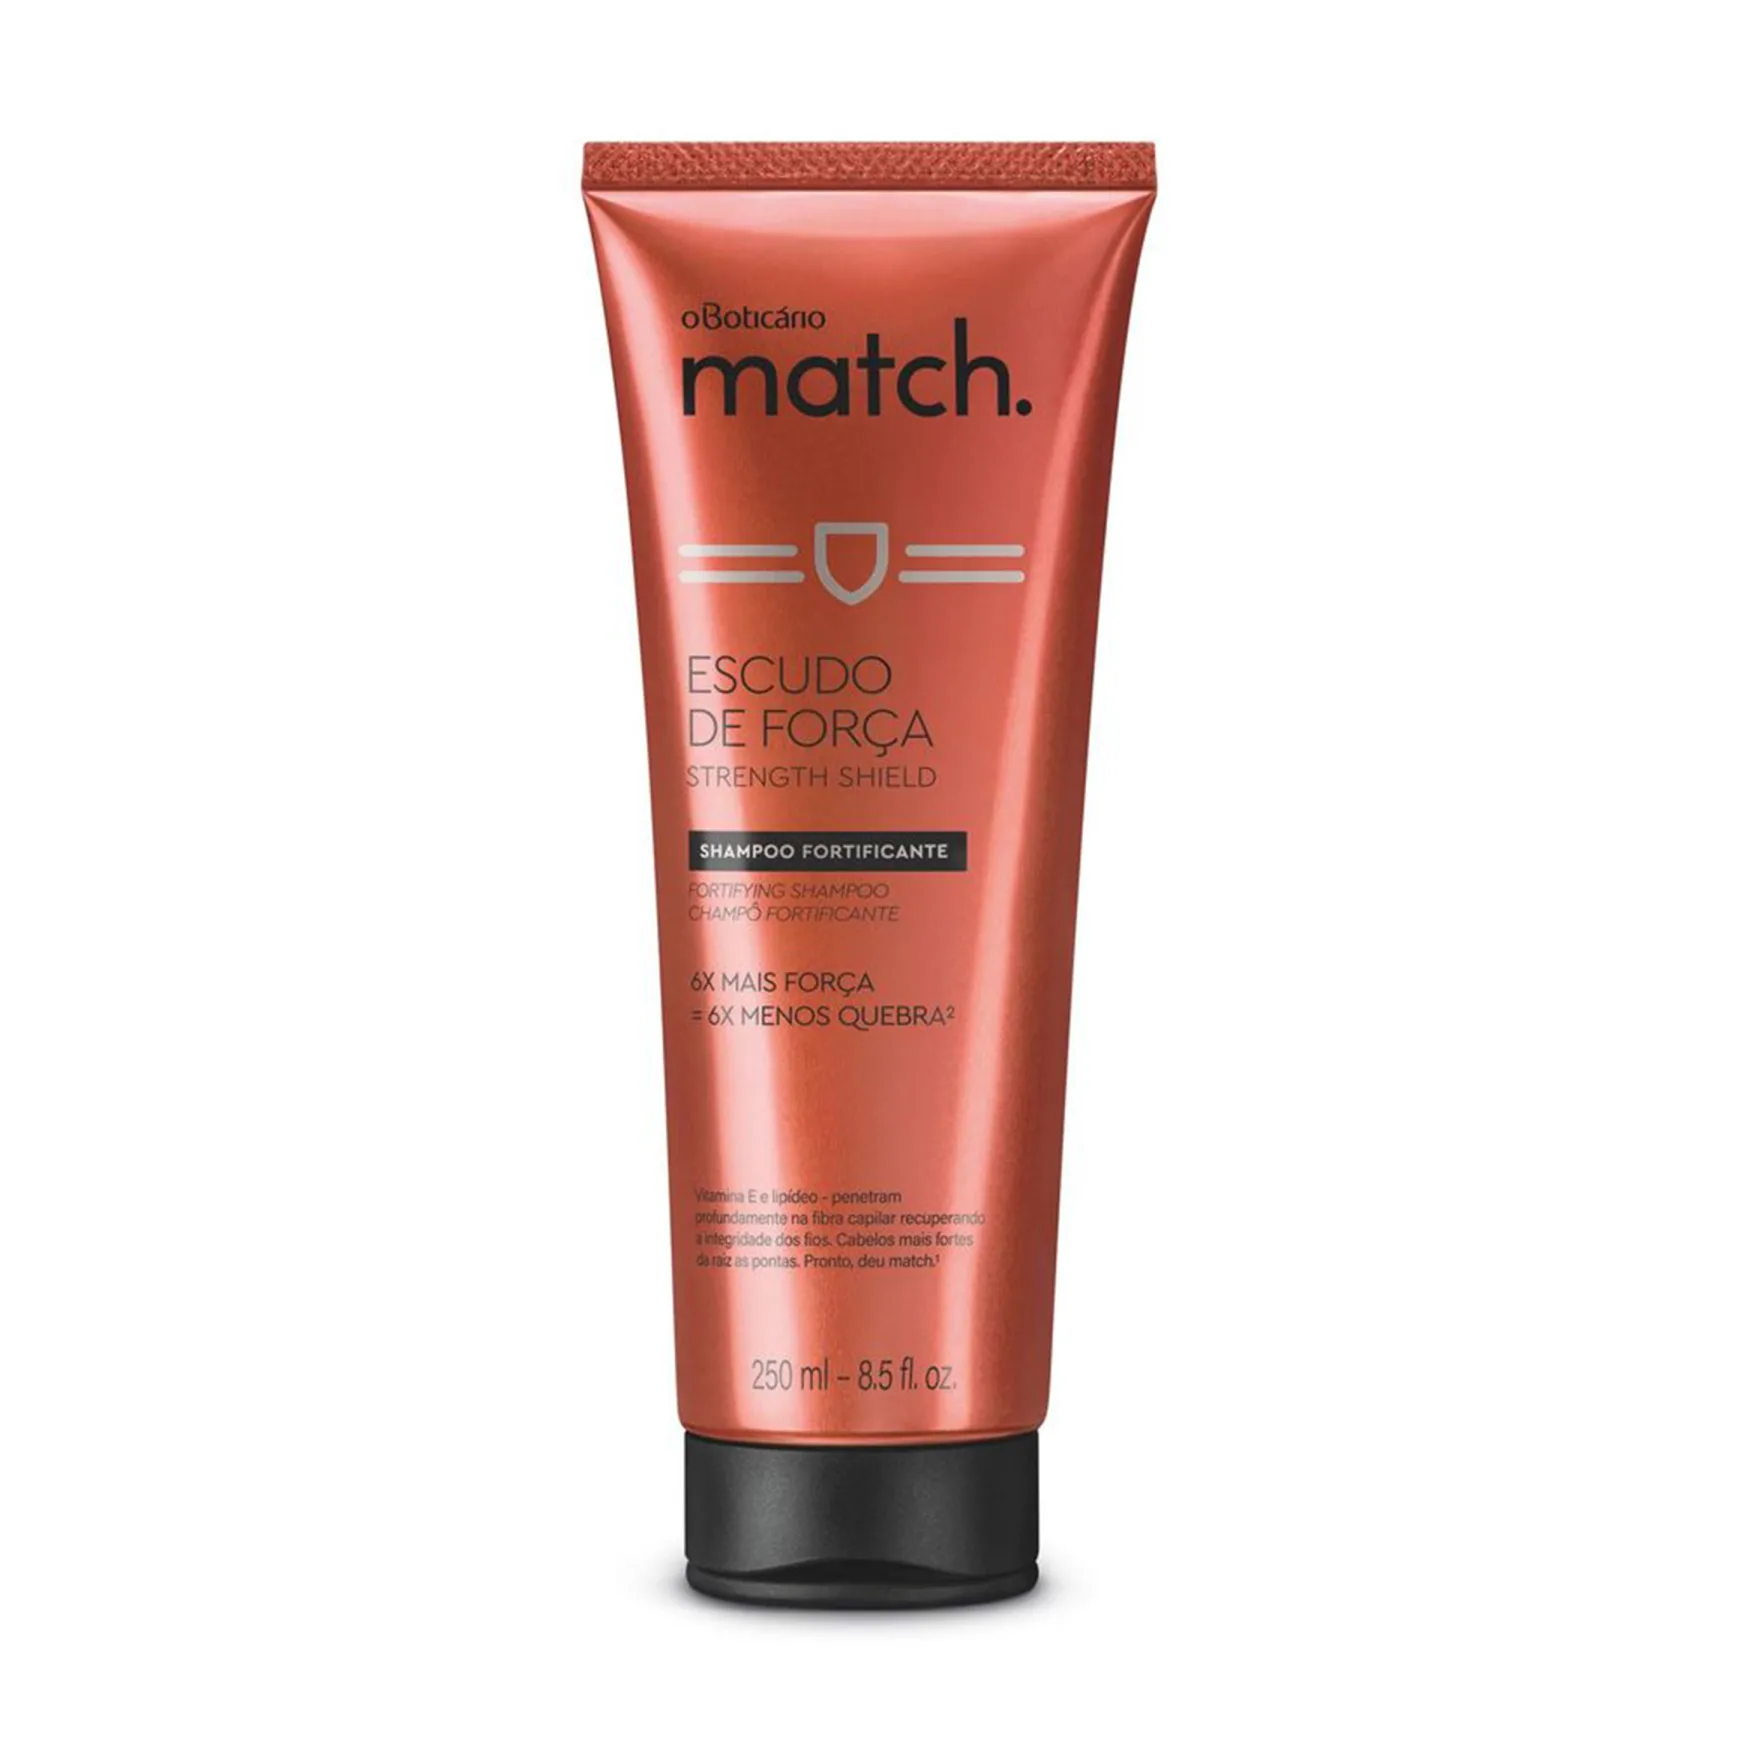 oBoticário
match.
ESCUDO
DE FORÇA
STRENGTH SHIELD
SHAMPOO FORTIFICANTE
FORTIFYING SHAMPOO
CHAMPÔ FORTIFICANTE
6X MAIS FORÇA
= 6X MENOS QUEBRA²
Vitamina E e lipídeo - penetram
profundamente na fibra capilar recuperando
a integridade dos fios. Cabelos mais fortes
da raiz as pontas. Pronto, deu match.¹
250 ml – 8.5 fl. oz.